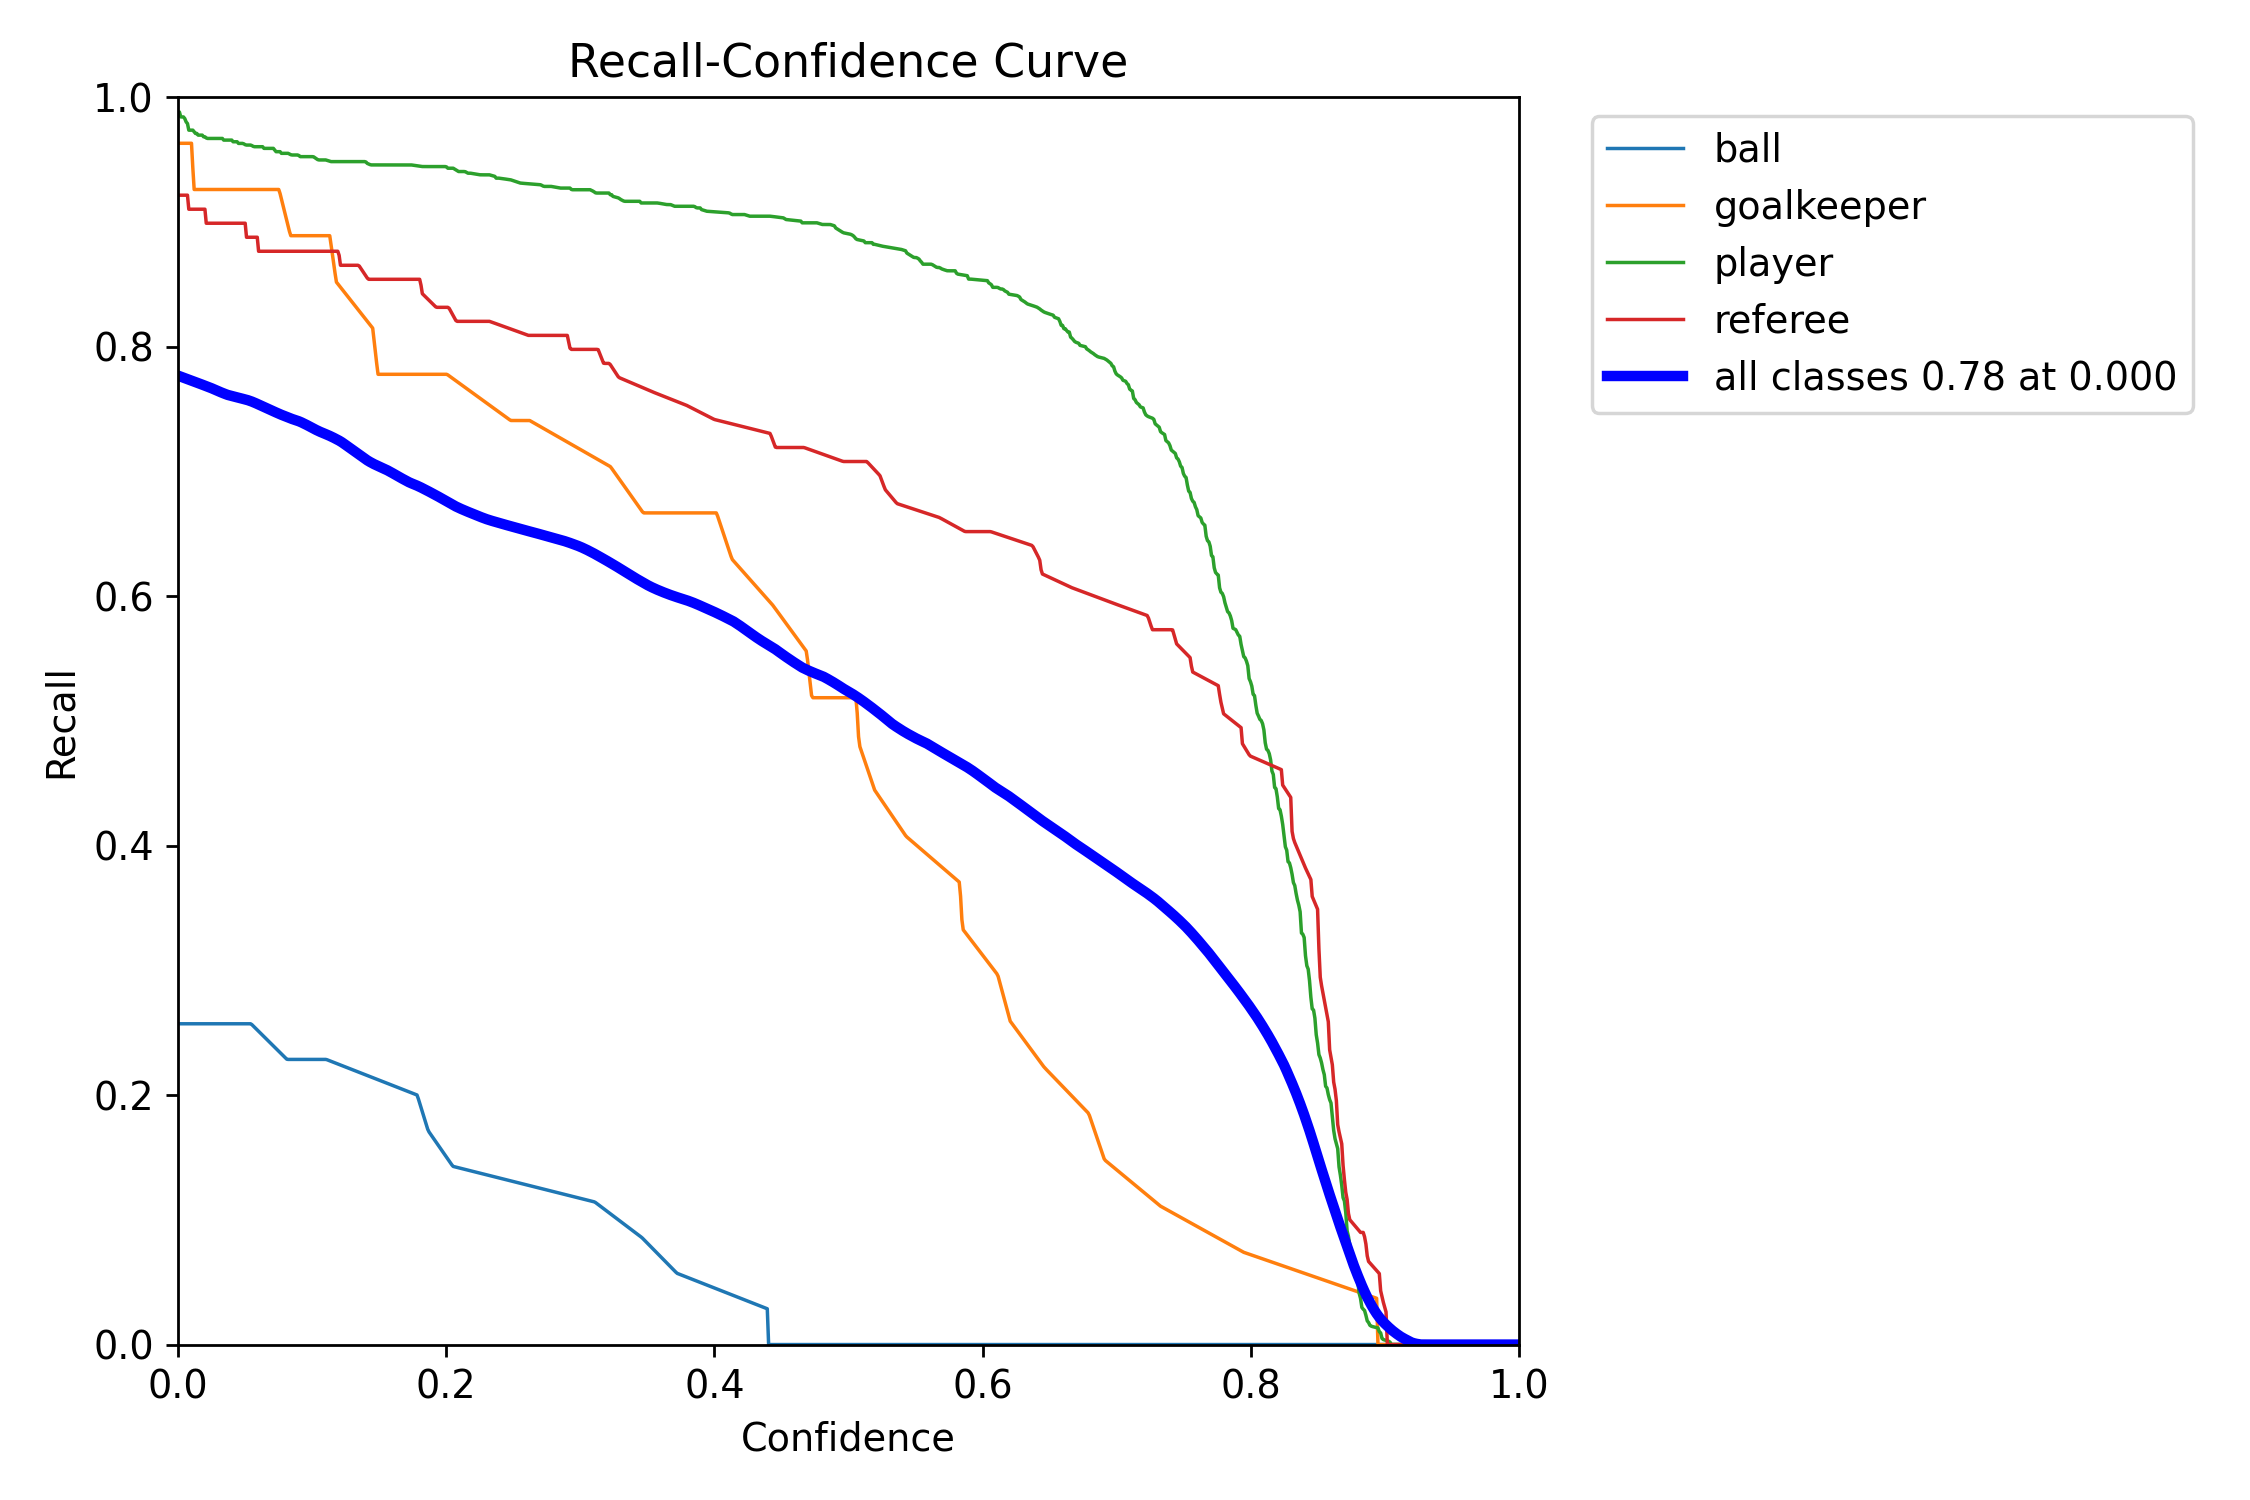 Recall-Confidence Curve
1.0
0.8
0.6
0.4
0.2
0.0
Recall
0.0 0.2 0.4 0.6 0.8 1.0
Confidence
ball
goalkeeper
player
referee
all classes 0.78 at 0.000